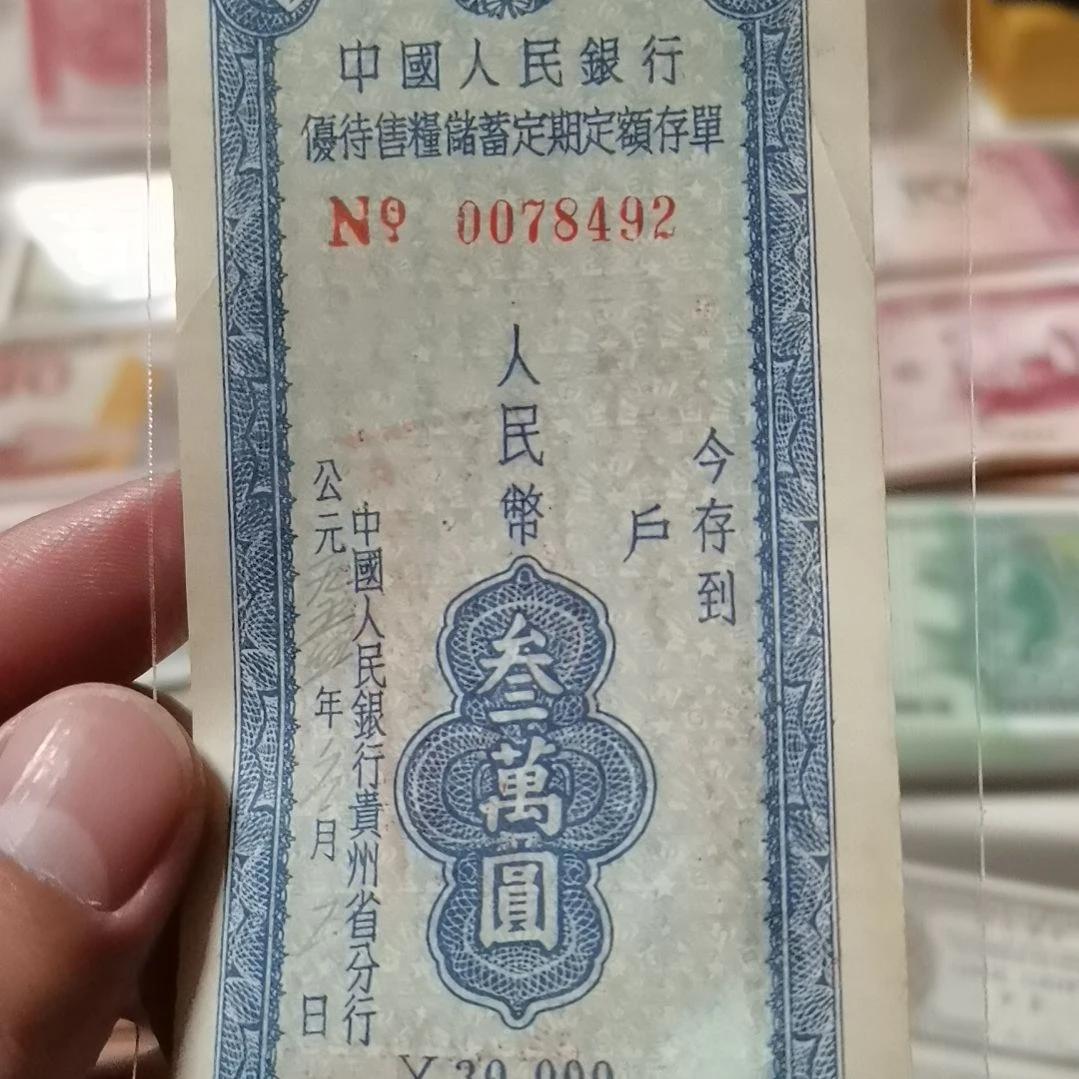 中國人民銀行
優待售糧儲蓄定期定額存單
Nº 0078492
今存到
戶
人民幣
叁萬圓
中國人民銀行貴州省分行
公元 年 月 日